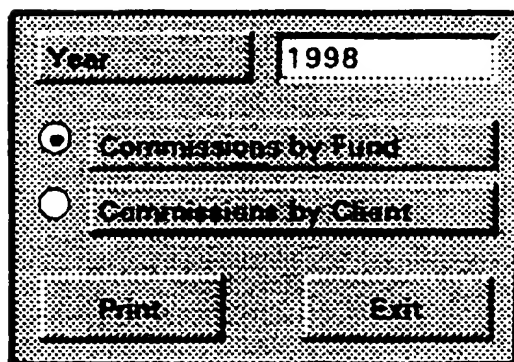 Year 1998
Commissions by Fund
Commissions by Client
Print Exit